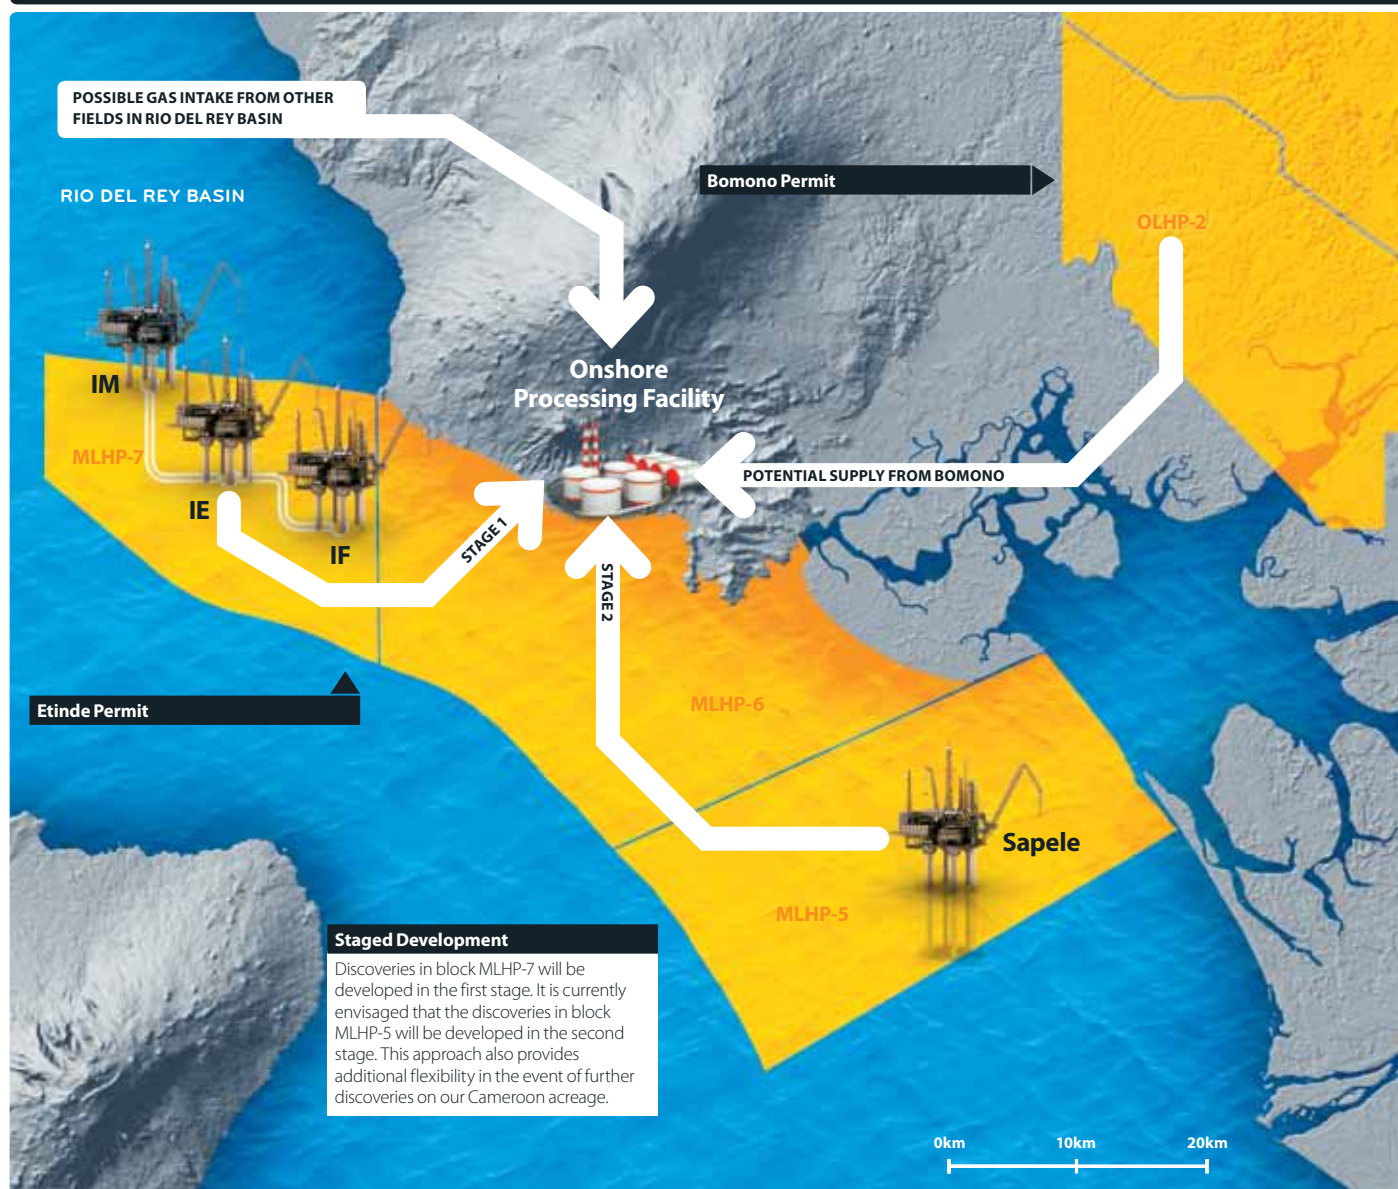 POSSIBLE GAS INTAKE FROM OTHER
FIELDS IN RIO DEL REY BASIN
RIO DEL REY BASIN
Bomono Permit
OLHP-2
IM
Onshore
Processing Facility
MLHP-7
POTENTIAL SUPPLY FROM BOMONO
IE
IF
STAGE 1
STAGE 2
Etinde Permit
MLHP-6
Sapele
MLHP-5
Staged Development
Discoveries in block MLHP-7 will be
developed in the first stage. It is currently
envisaged that the discoveries in block
MLHP-5 will be developed in the second
stage. This approach also provides
additional flexibility in the event of further
discoveries on our Cameroon acreage.
0km 10km 20km